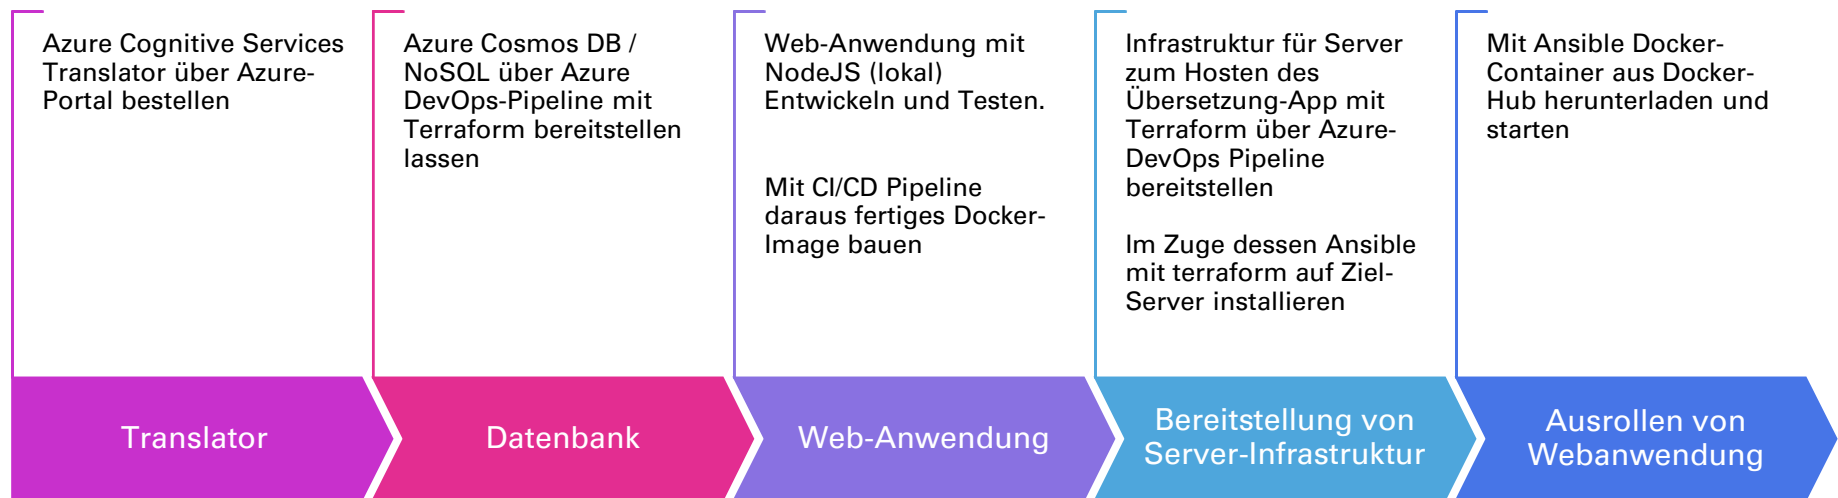 Azure Cognitive Services
Translator über Azure-
Portal bestellen
Azure Cosmos DB /
NoSQL über Azure
DevOps-Pipeline mit
Terraform bereitstellen
lassen
Web-Anwendung mit
NodeJS (lokal)
Entwickeln und Testen.
Mit CI/CD Pipeline
daraus fertiges Docker-
Image bauen
Infrastruktur für Server
zum Hosten des
Übersetzung-App mit
Terraform über Azure-
DevOps Pipeline
bereitstellen
Im Zuge dessen Ansible
mit terraform auf Ziel-
Server installieren
Mit Ansible Docker-
Container aus Docker-
Hub herunterladen und
starten
Translator
Datenbank
Web-Anwendung
Bereitstellung von
Server-Infrastruktur
Ausrollen von
Webanwendung